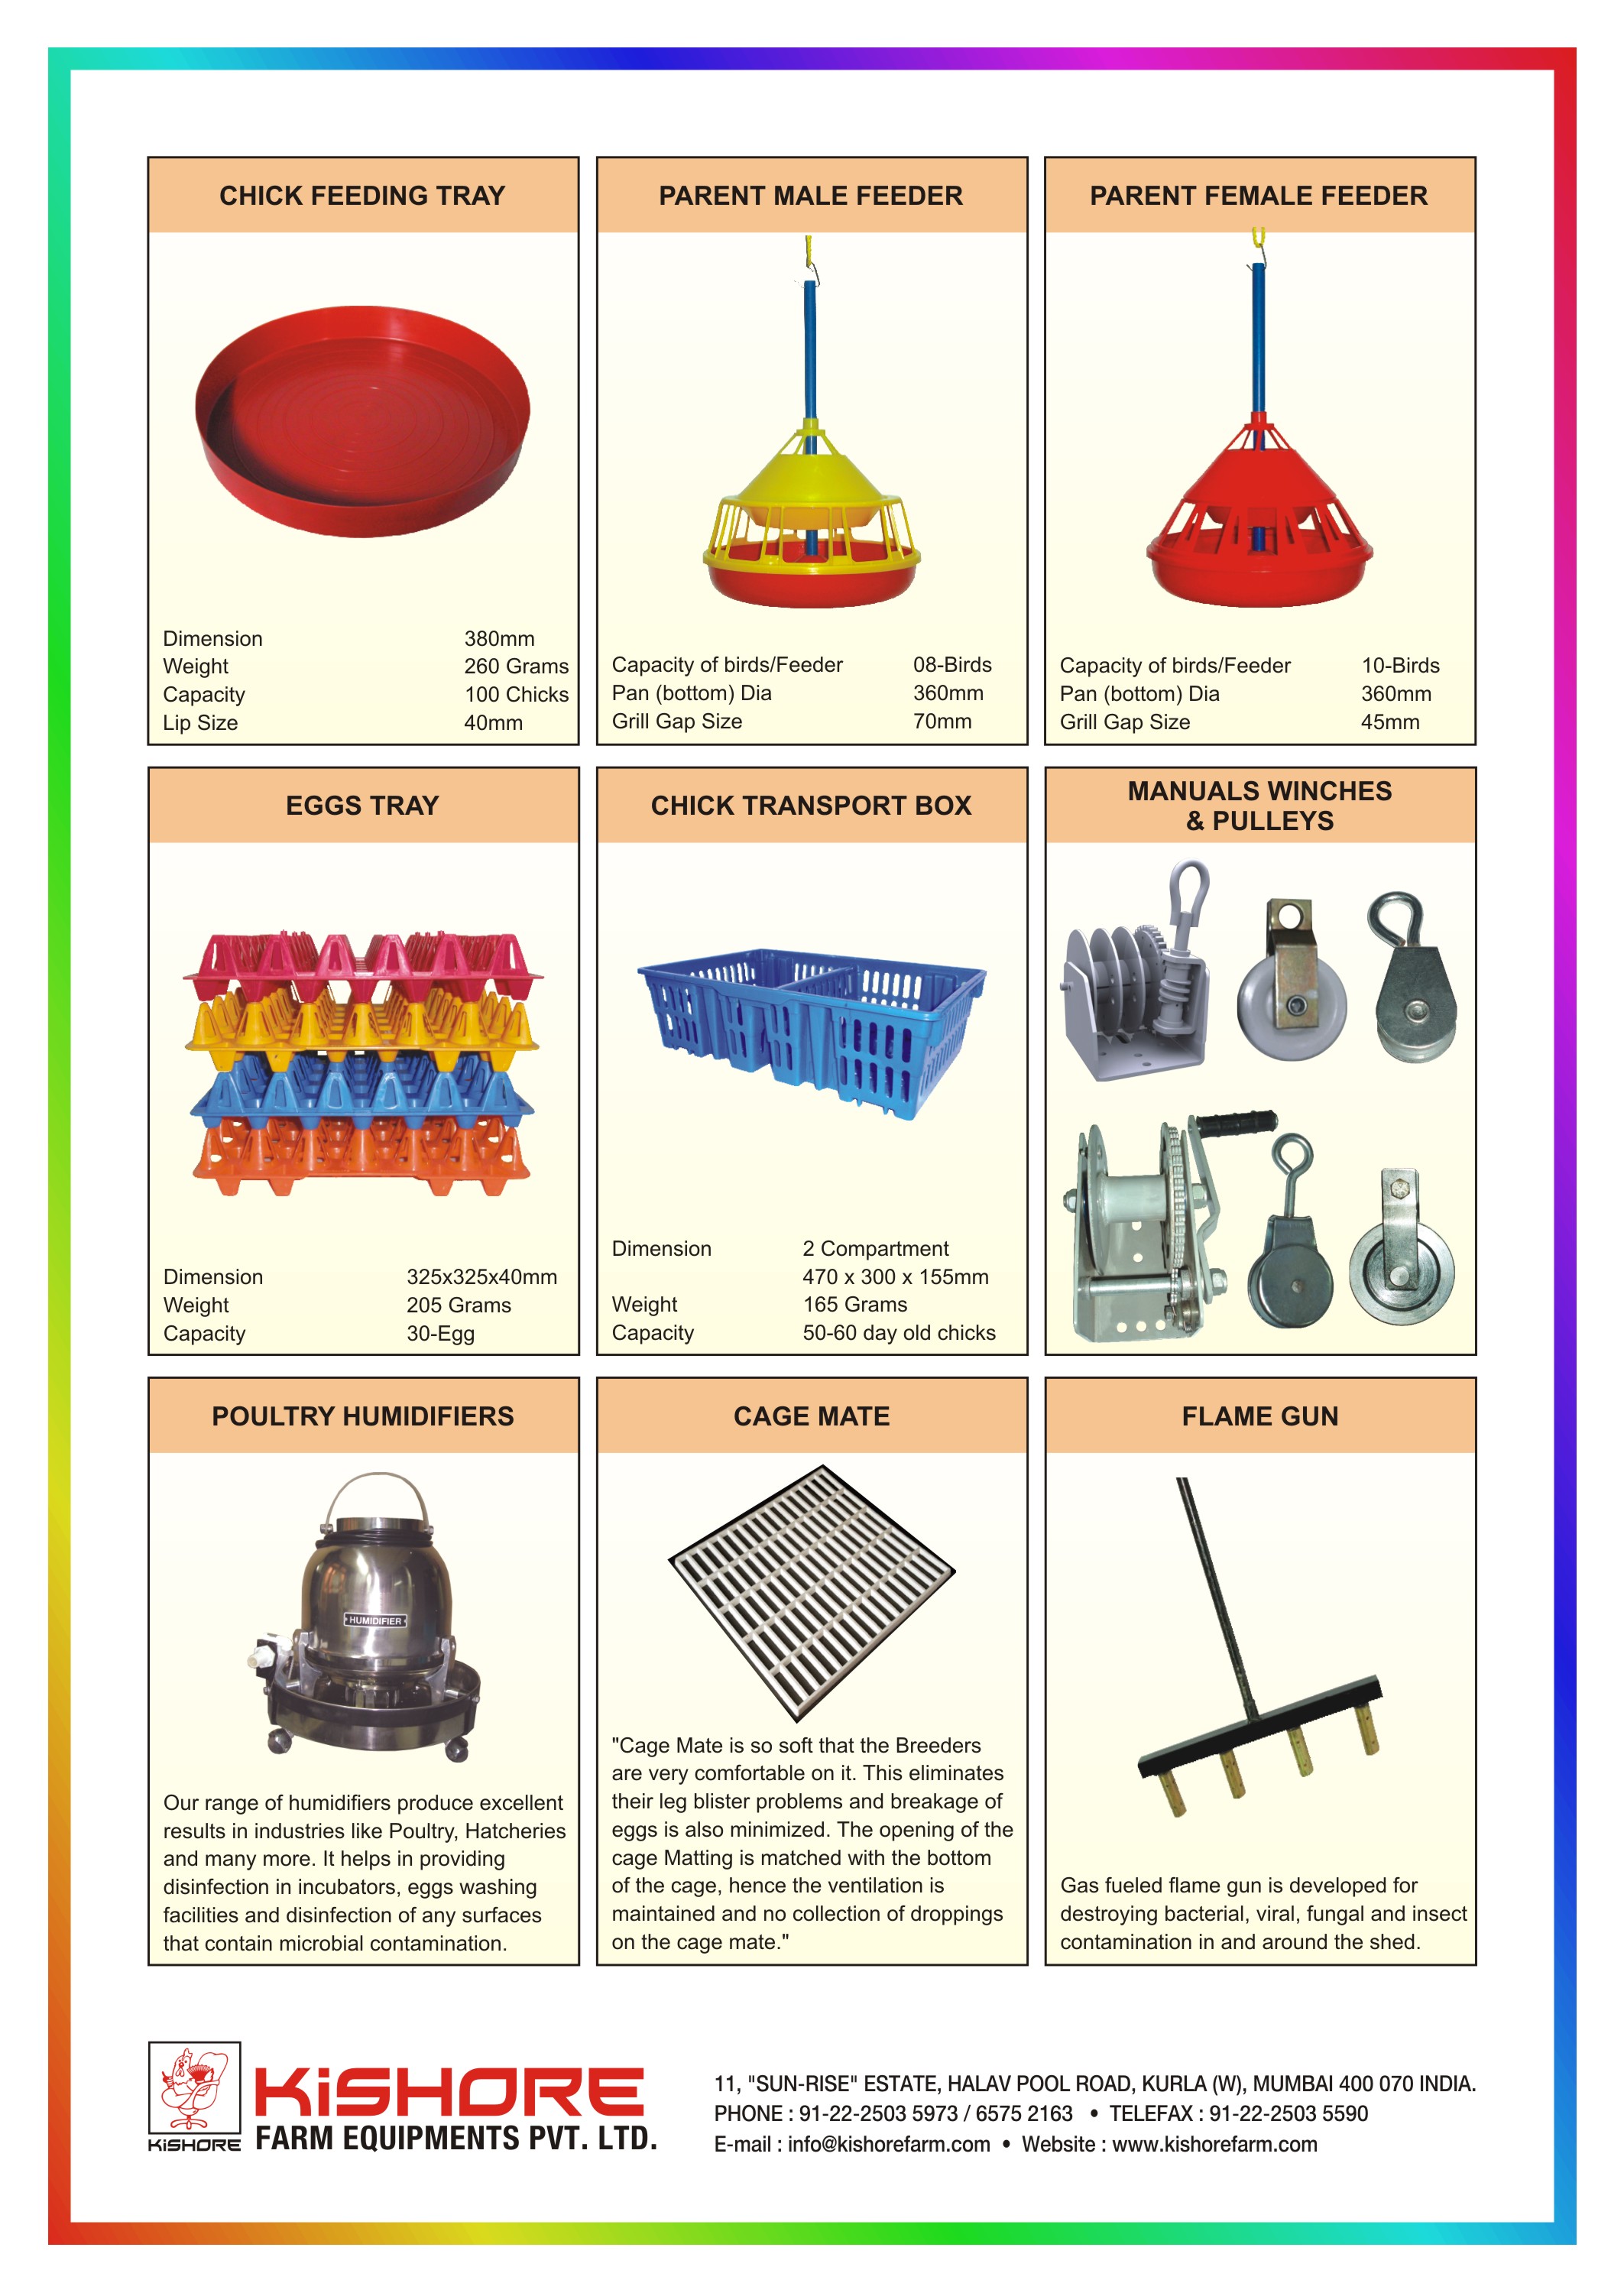 CHICK FEEDING TRAY
Dimension 380mm
Weight 260 Grams
Capacity 100 Chicks
Lip Size 40mm
PARENT MALE FEEDER
Capacity of birds/Feeder 08-Birds
Pan (bottom) Dia 360mm
Grill Gap Size 70mm
PARENT FEMALE FEEDER
Capacity of birds/Feeder 10-Birds
Pan (bottom) Dia 360mm
Grill Gap Size 45mm
EGGS TRAY
Dimension 325x325x40mm
Weight 205 Grams
Capacity 30-Egg
CHICK TRANSPORT BOX
Dimension 2 Compartment
470 x 300 x 155mm
Weight 165 Grams
Capacity 50-60 day old chicks
MANUALS WINCHES
& PULLEYS
POULTRY HUMIDIFIERS
HUMIDIFIER
Our range of humidifiers produce excellent
results in industries like Poultry, Hatcheries
and many more. It helps in providing
disinfection in incubators, eggs washing
facilities and disinfection of any surfaces
that contain microbial contamination.
CAGE MATE
"Cage Mate is so soft that the Breeders
are very comfortable on it. This eliminates
their leg blister problems and breakage of
eggs is also minimized. The opening of the
cage Matting is matched with the bottom
of the cage, hence the ventilation is
maintained and no collection of droppings
on the cage mate."
FLAME GUN
Gas fueled flame gun is developed for
destroying bacterial, viral, fungal and insect
contamination in and around the shed.
KiSHORE
KiSHORE
FARM EQUIPMENTS PVT. LTD.
11, "SUN-RISE" ESTATE, HALAV POOL ROAD, KURLA (W), MUMBAI 400 070 INDIA.
PHONE : 91-22-2503 5973 / 6575 2163 • TELEFAX : 91-22-2503 5590
E-mail : info@kishorefarm.com • Website : www.kishorefarm.com